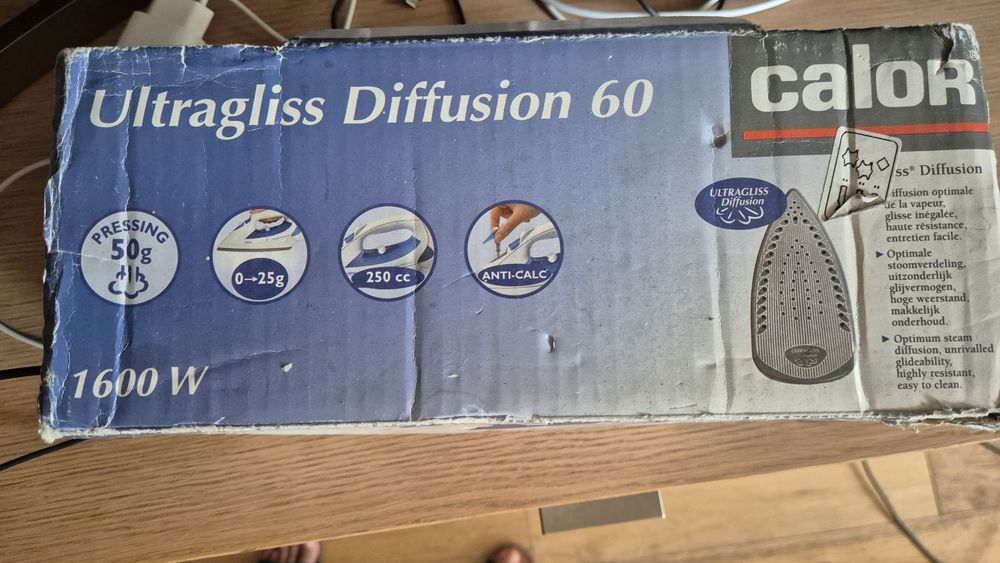 Ultragliss Diffusion 60
calor
PRESSING
50g
0→25g
250 cc
ANTI-CALC
1600 W
ULTRAGLISS
Diffusion
ss® Diffusion
iffusion optimale
de la vapeur,
glisse inégalée,
haute résistance,
entretien facile.
▶ Optimale
stoomverdeling,
uitzonderlijk
glijvermogen,
hoge weerstand,
makkelijk
onderhoud.
▶ Optimum steam
diffusion, unrivalled
glideability,
highly resistant,
easy to clean.